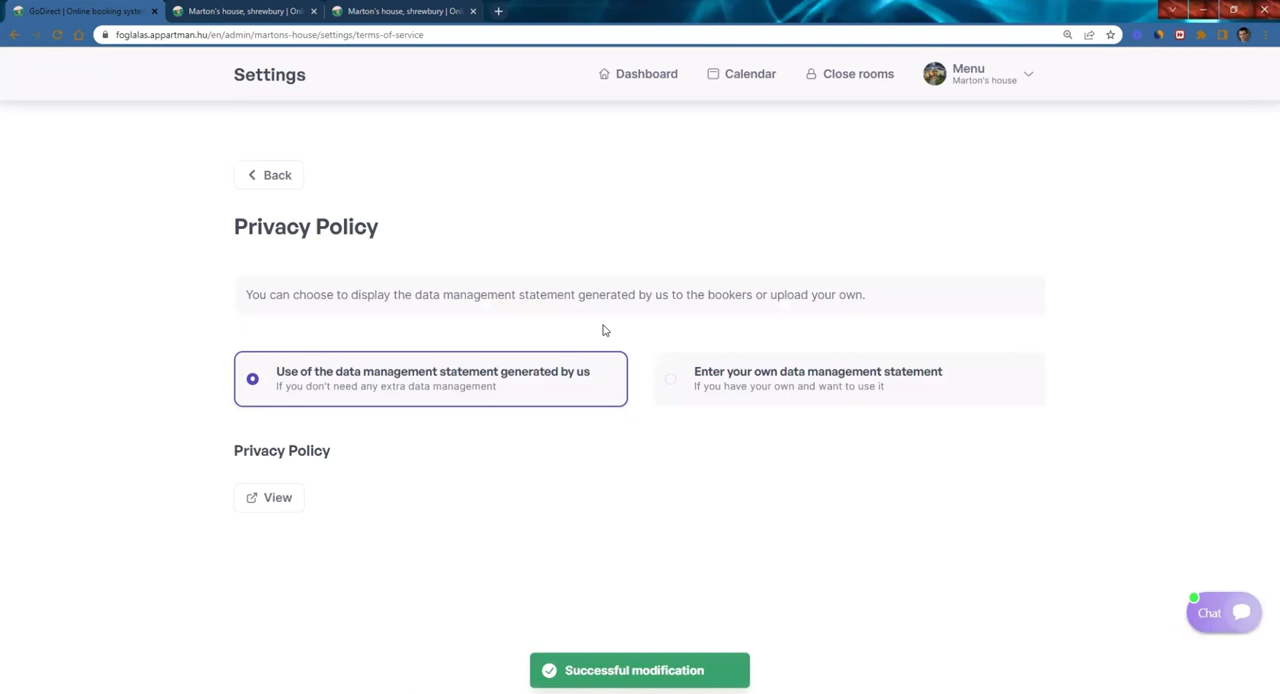 GoDirect | Online booking syste
Marton's house, shrewsbury | Onli
Marton's house, shrewsbury | Onli
foglalas.appartman.hu/en/admin/martons-house/settings/terms-of-service
Settings
Dashboard
Calendar
Close rooms
Menu
Marton's house
Back
Privacy Policy
You can choose to display the data management statement generated by us to the bookers or upload your own.
Use of the data management statement generated by us
If you don't need any extra data management
Enter your own data management statement
If you have your own and want to use it
Privacy Policy
View
Chat
Successful modification